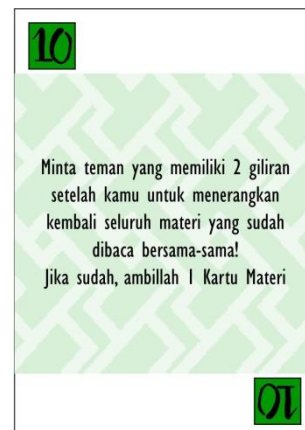 10
Minta teman yang memiliki 2 giliran
setelah kamu untuk menerangkan
kembali seluruh materi yang sudah
dibaca bersama-sama!
Jika sudah, ambillah 1 Kartu Materi
10